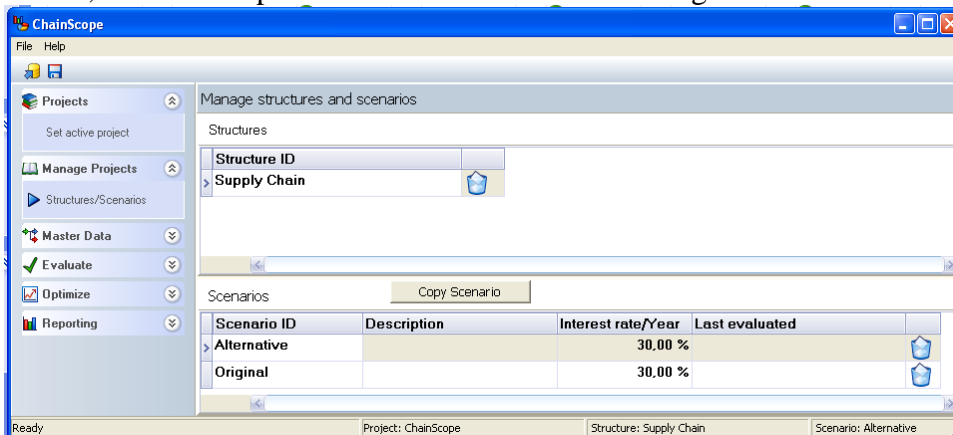 ChainScope
File Help
Projects
Set active project
Manage Projects
Structures/Scenarios
Master Data
Evaluate
Optimize
Reporting
Manage structures and scenarios
Structures
Structure ID
Supply Chain
Scenarios Copy Scenario
Scenario ID Description Interest rate/Year Last evaluated
Alternative 30,00 %
Original 30,00 %
Ready Project: ChainScope Structure: Supply Chain Scenario: Alternative